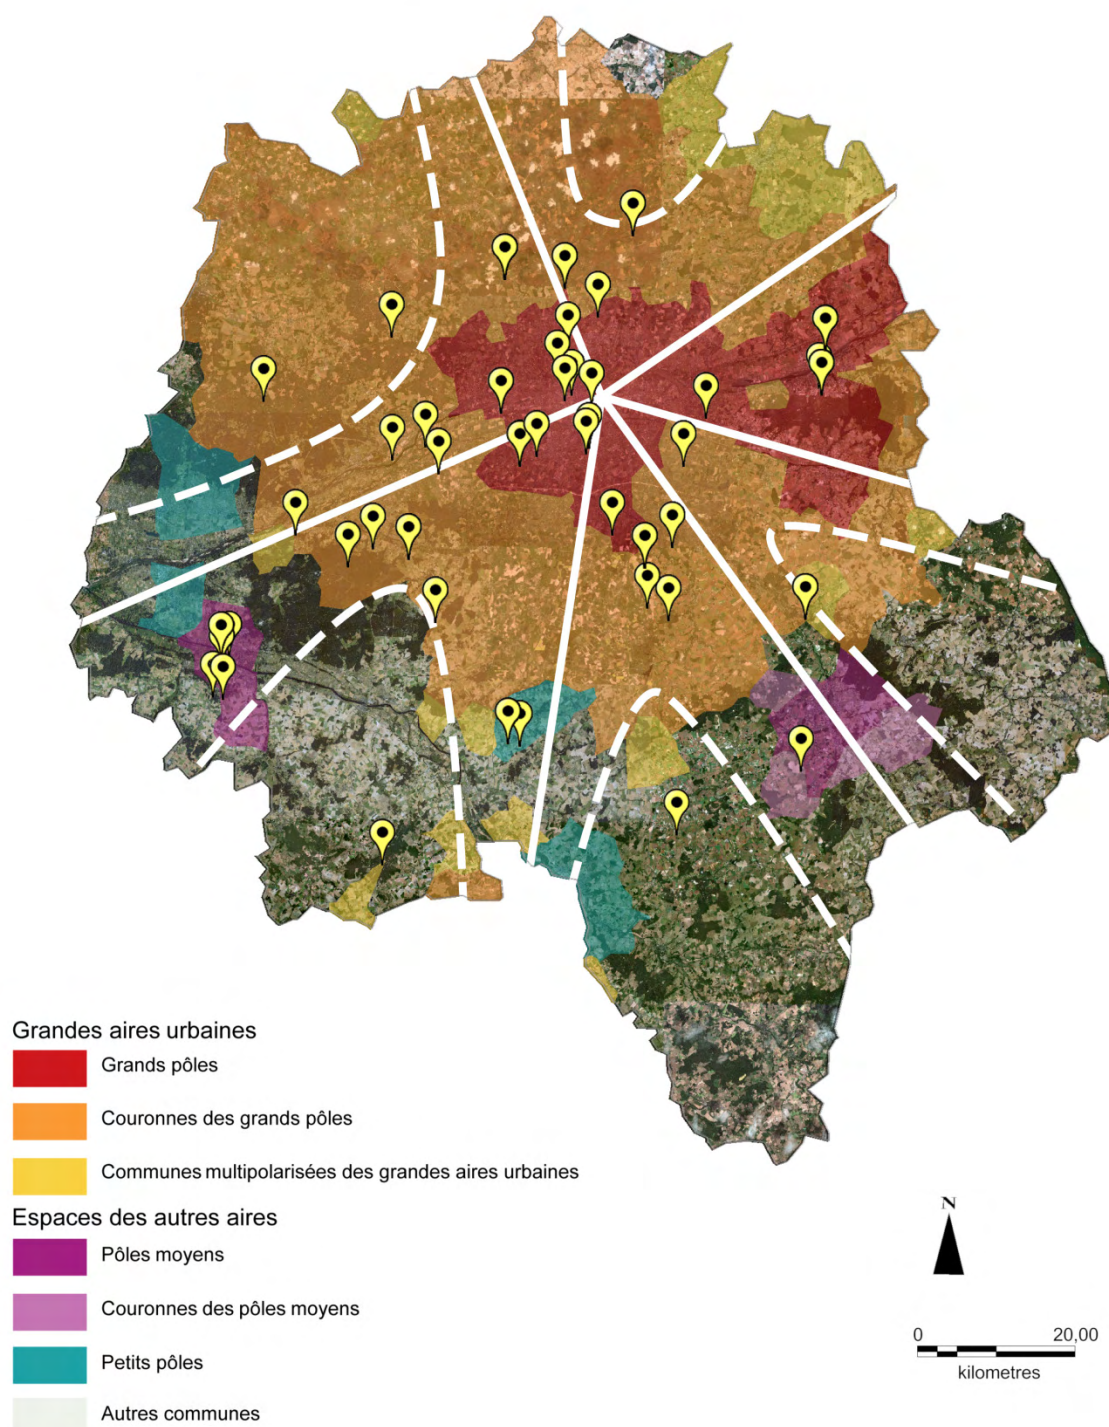 Grandes aires urbaines
Grands pôles
Couronnes des grands pôles
Communes multipolarisées des grandes aires urbaines
Espaces des autres aires
Pôles moyens
Couronnes des pôles moyens
Petits pôles
Autres communes
N
0 20,00
kilometres